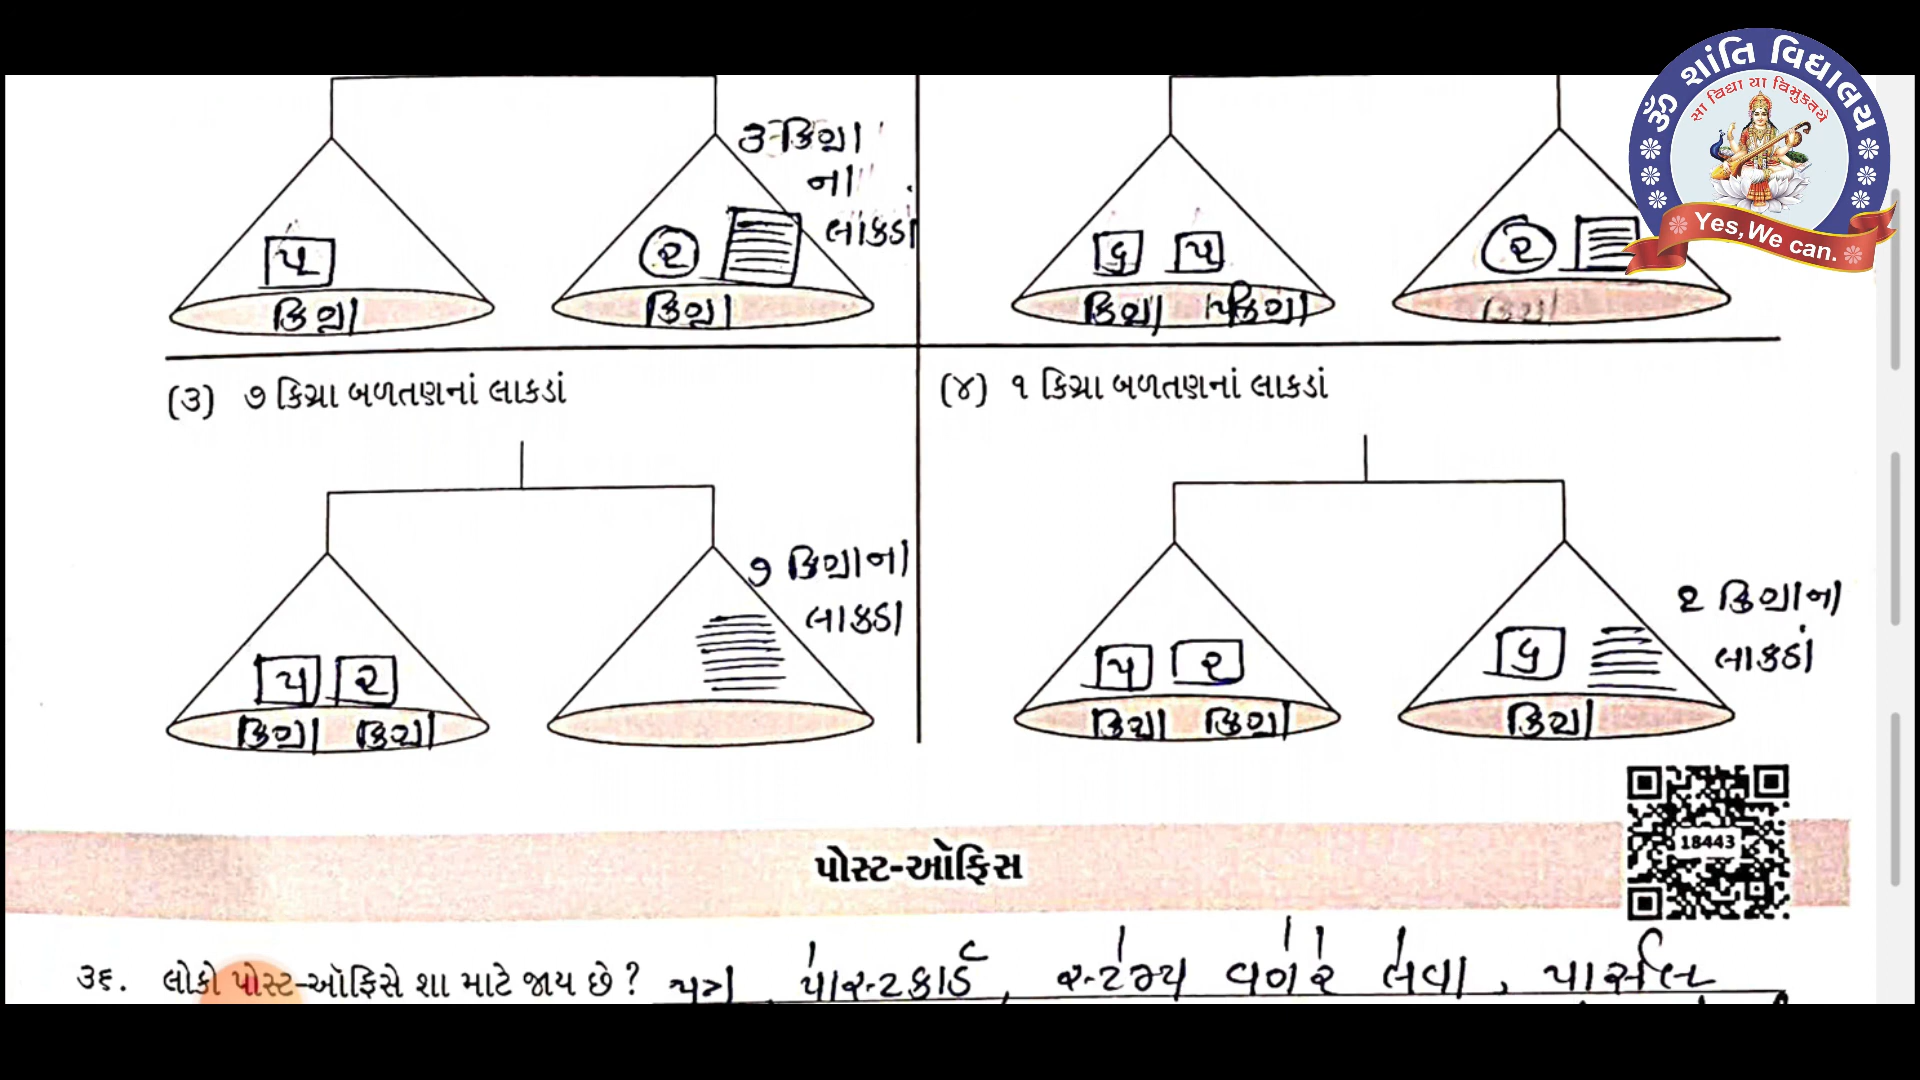 ૐ શાંતિ વિદ્યાલય
સા વિદ્યા યા વિમુક્તયે
Yes, We can.
૩ કિગ્રા
ના
લાકડાં
૫
૨
કિગ્રા
કિગ્રા
૬ ૫
૨
કિગ્રા કિગ્રા
કિગ્રા
(૩) ૭ કિગ્રા બળતણનાં લાકડાં
(૪) ૧ કિગ્રા બળતણનાં લાકડાં
૭ કિગ્રાના
લાકડા
૫ ૨
કિગ્રા કિગ્રા
૨ કિગ્રાના
લાકડાં
૫ ૨
કિગ્રા કિગ્રા
કિગ્રા
18443
પોસ્ટ-ઑફિસ
૩૬. લોકો પોસ્ટ-ઑફિસે શા માટે જાય છે ? પત્ર, પોસ્ટકાર્ડ, સ્ટેમ્પ વગેરે લેવા, પાર્સલ